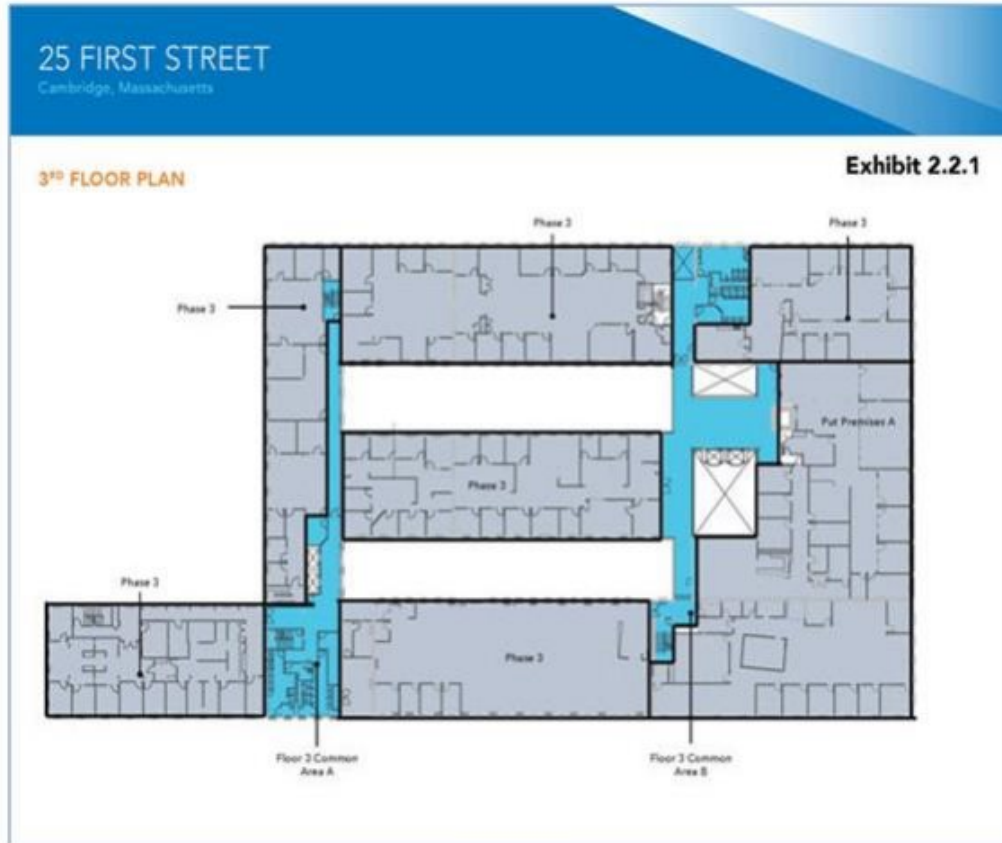 25 FIRST STREET
Cambridge, Massachusetts
3RD FLOOR PLAN
Exhibit 2.2.1
Phase 3
Phase 3
Phase 3
Put Premises A
Phase 3
Phase 3
Phase 3
Floor 3 Common
Area A
Floor 3 Common
Area B